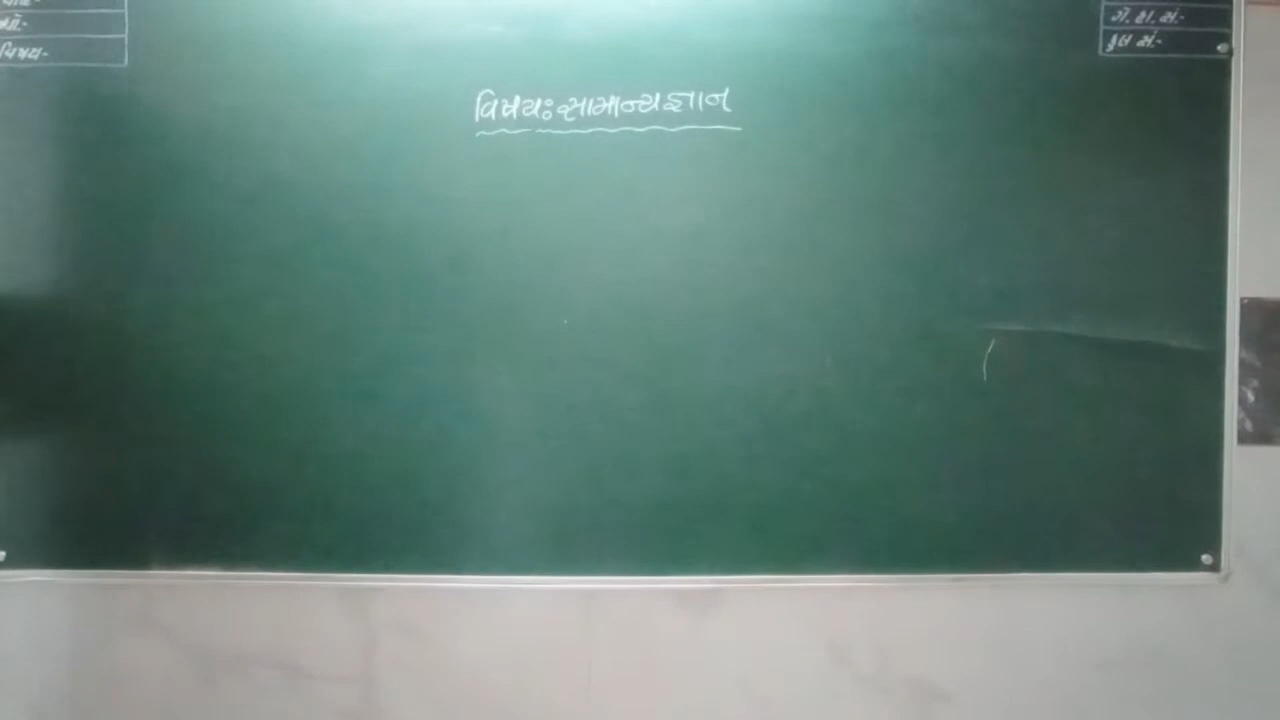 તા.-
વિષય-
ગે. હા. સં.-
કુલ સં.-
વિષય:સામાન્યજ્ઞાન